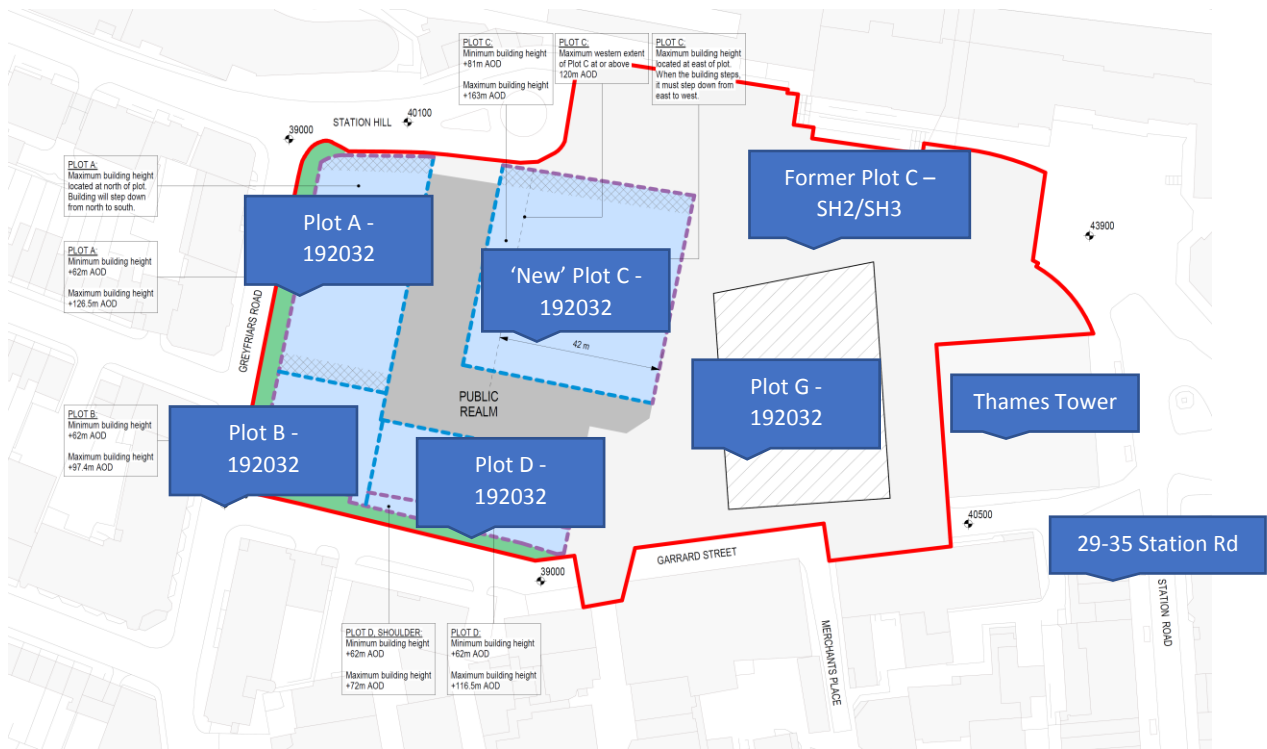 PLOT C:
Minimum building height
+81m AOD
Maximum building height
+163m AOD
PLOT C:
Maximum western extent
of Plot C at or above
120m AOD
PLOT C:
Maximum building height
located at east of plot.
When the building steps,
it must step down from
east to west.
STATION HILL
40100
39000
PLOT A:
Maximum building height
located at north of plot.
Building will step down
from north to south.
Plot A -
192032
Former Plot C –
SH2/SH3
43900
PLOT A:
Minimum building height
+62m AOD
Maximum building height
+126.5m AOD
‘New’ Plot C -
192032
GREYFRIARS ROAD
42 m
PUBLIC
REALM
Plot G -
192032
Thames Tower
PLOT B:
Minimum building height
+62m AOD
Maximum building height
+97.4m AOD
Plot B -
192032
Plot D -
192032
40500
29-35 Station Rd
GARRARD STREET
39000
STATION ROAD
MERCHANTS PLACE
PLOT D, SHOULDER:
Minimum building height
+62m AOD
Maximum building height
+72m AOD
PLOT D:
Minimum building height
+62m AOD
Maximum building height
+116.5m AOD